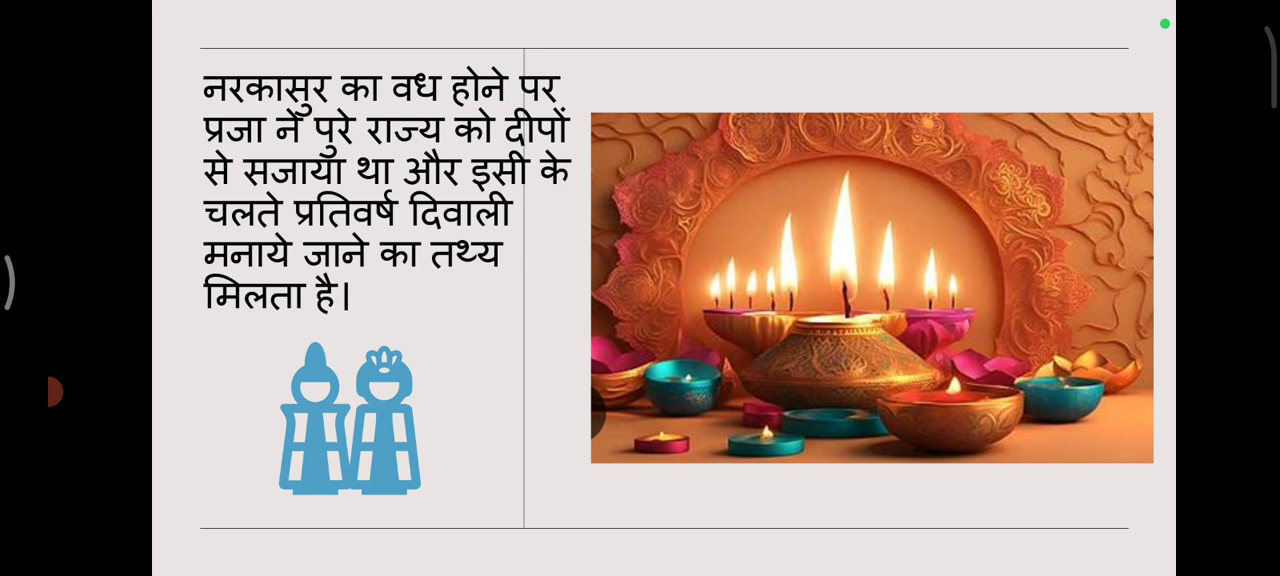 नरकासुर का वध होने पर
प्रजा ने पुरे राज्य को दीपों
से सजाया था और इसी के
चलते प्रतिवर्ष दिवाली
मनाये जाने का तथ्य
मिलता है।